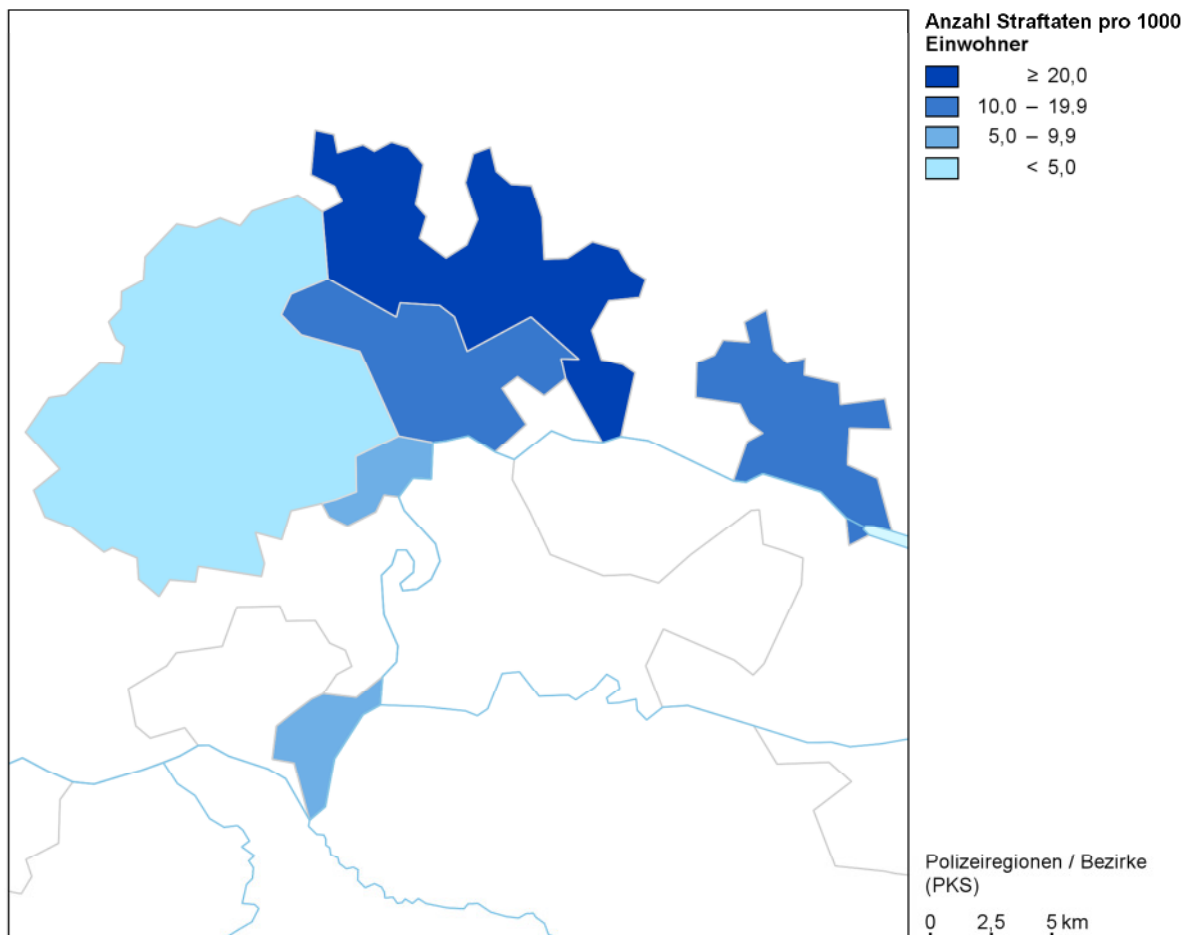 Anzahl Straftaten pro 1000
Einwohner
≥ 20,0
10,0 – 19,9
5,0 – 9,9
< 5,0
Polizeiregionen / Bezirke
(PKS)
0 2,5 5 km